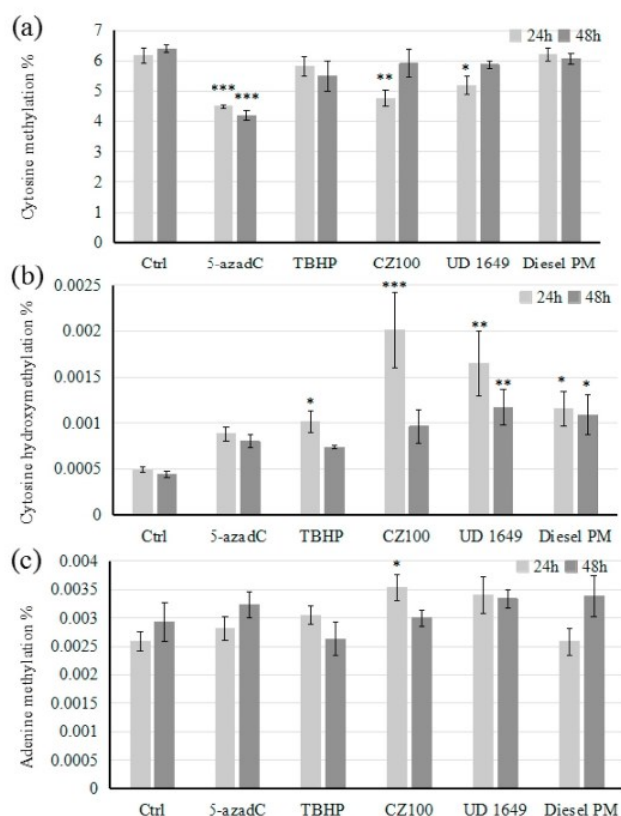 (a)
7
6
5
4
3
2
1
0
Cytosine methylation %
24h 48h
*** *** ** *
Ctrl 5-azadC TBHP CZ100 UD 1649 Diesel PM
(b)
0.0025
0.002
0.0015
0.001
0.0005
0
Cytosine hydroxymethylation %
24h 48h
* *** ** ** * *
Ctrl 5-azadC TBHP CZ100 UD 1649 Diesel PM
(c)
0.004
0.0035
0.003
0.0025
0.002
0.0015
0.001
0.0005
0
Adenine methylation %
24h 48h
*
Ctrl 5-azadC TBHP CZ100 UD 1649 Diesel PM